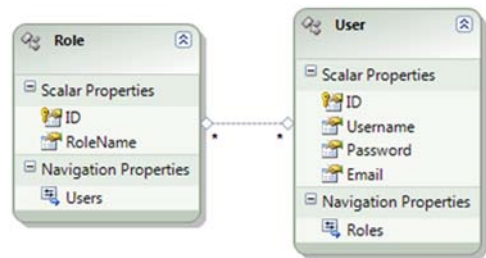 Role
Scalar Properties
ID
RoleName
Navigation Properties
Users
*
*
User
Scalar Properties
ID
Username
Password
Email
Navigation Properties
Roles